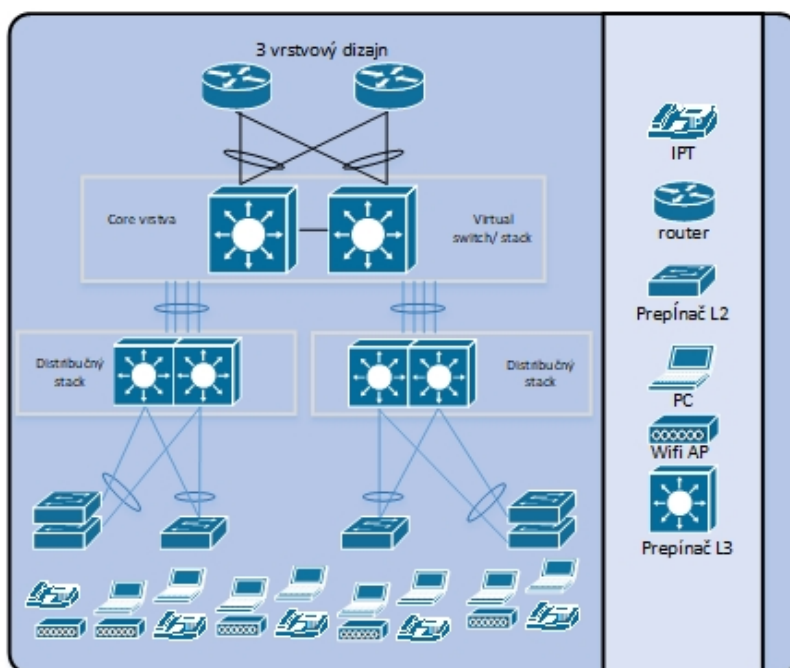 3 vrstvový dizajn
Core vrstva
Virtual
switch/ stack
Distribučný
stack
Distribučný
stack
IP
IPT
router
Prepínač L2
PC
Wifi AP
Prepínač L3